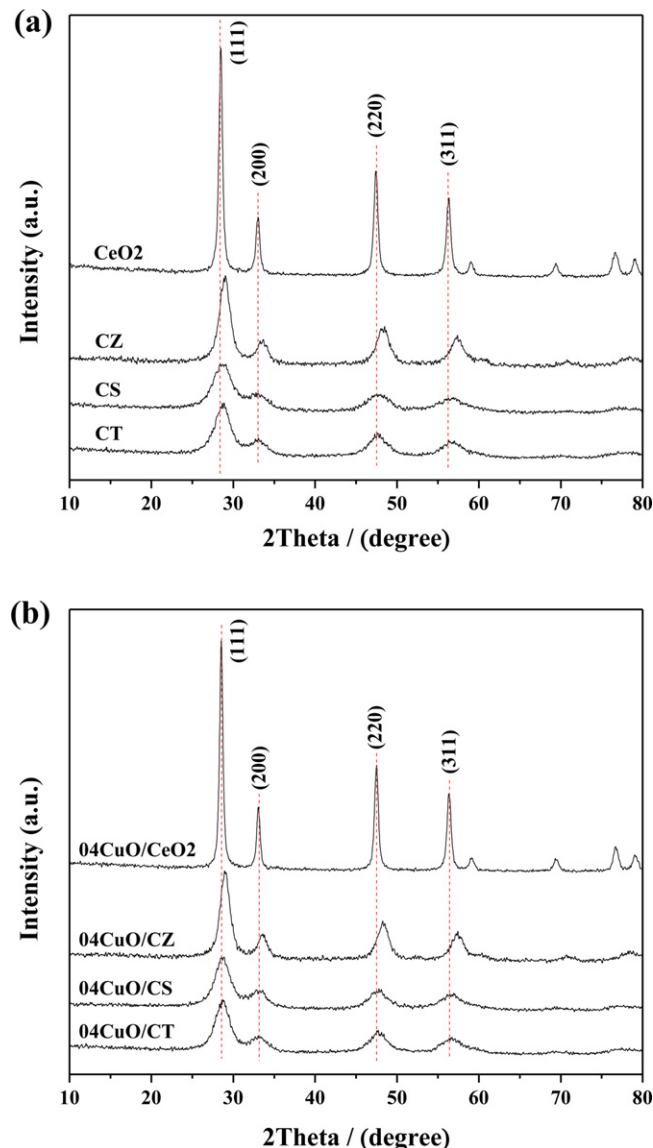 (a)
(111)
(200)
(220)
(311)
CeO2
CZ
CS
CT
Intensity (a.u.)
10 20 30 40 50 60 70 80
2Theta / (degree)
(b)
(111)
(200)
(220)
(311)
04CuO/CeO2
04CuO/CZ
04CuO/CS
04CuO/CT
Intensity (a.u.)
10 20 30 40 50 60 70 80
2Theta / (degree)